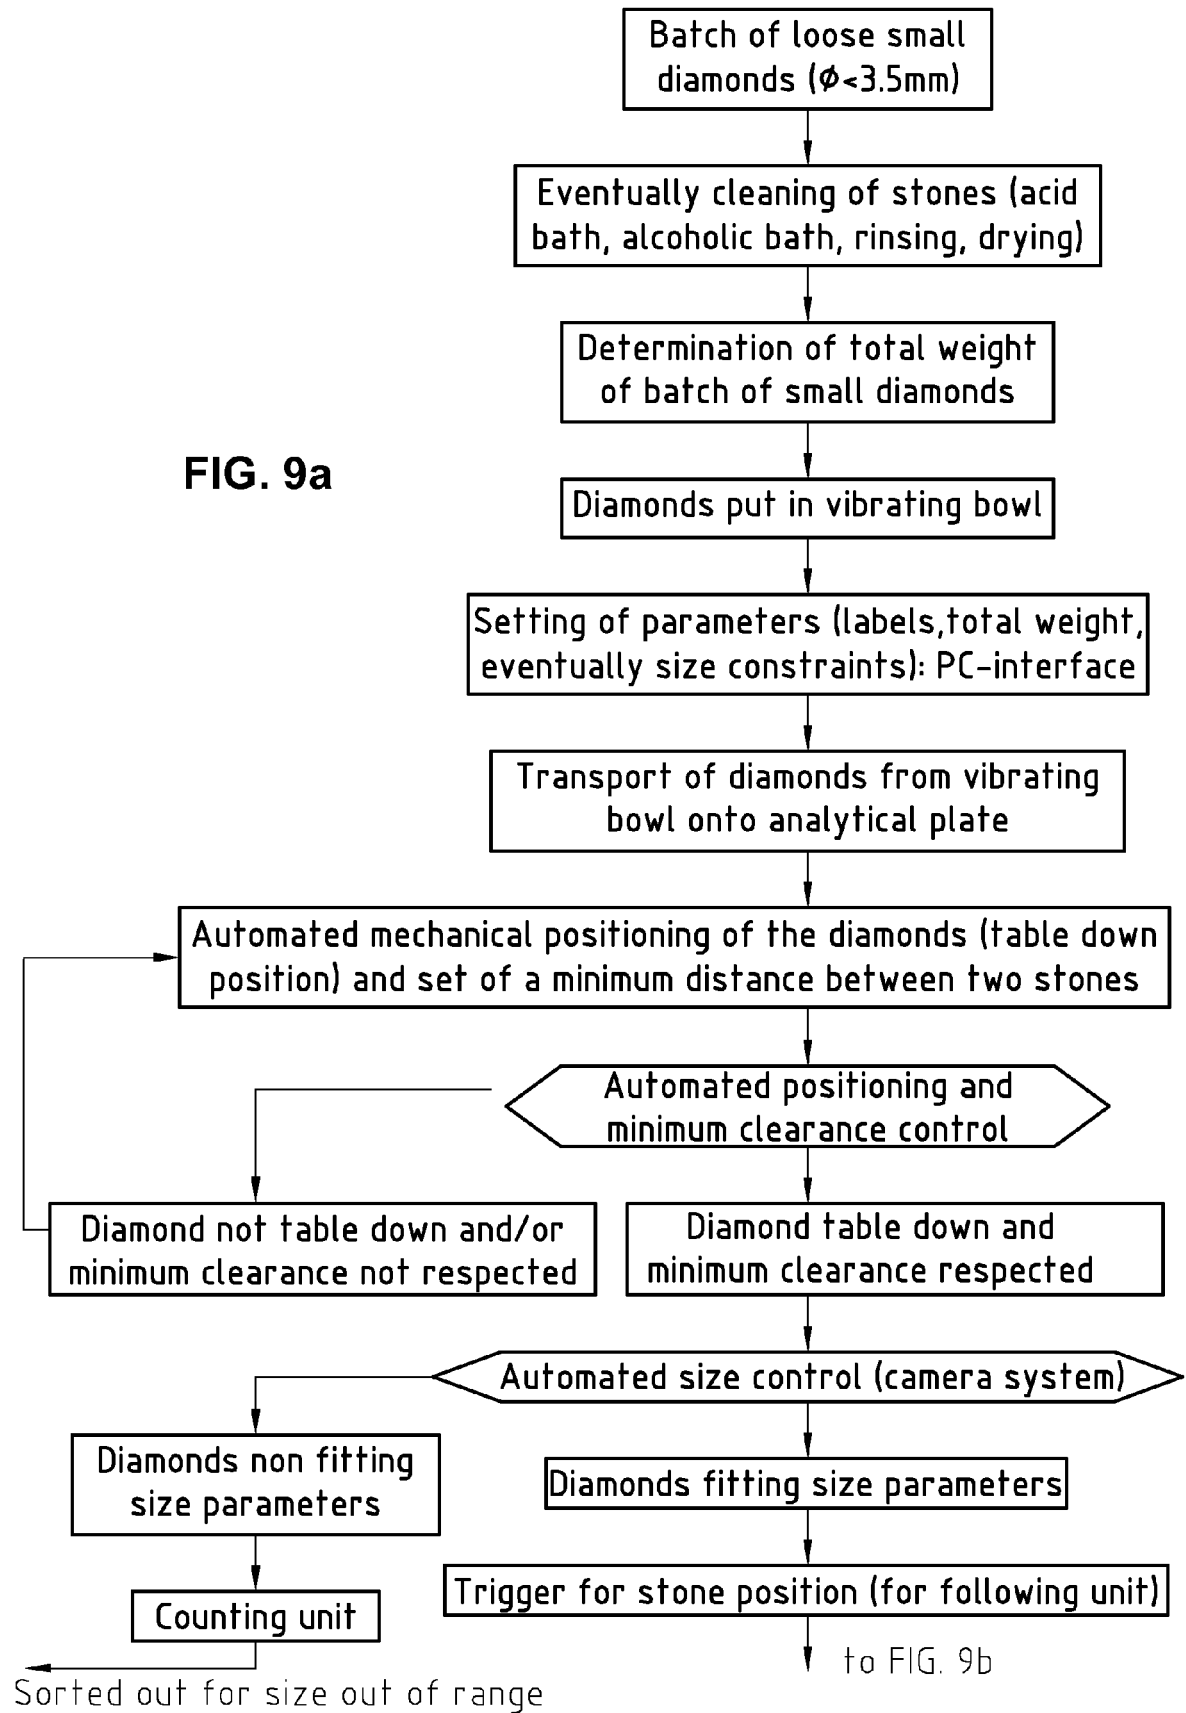 Batch of loose small
diamonds (Φ<3.5mm)
Eventually cleaning of stones (acid
bath, alcoholic bath, rinsing, drying)
Determination of total weight
of batch of small diamonds
FIG. 9a
Diamonds put in vibrating bowl
Setting of parameters (labels,total weight,
eventually size constraints): PC-interface
Transport of diamonds from vibrating
bowl onto analytical plate
Automated mechanical positioning of the diamonds (table down
position) and set of a minimum distance between two stones
Automated positioning and
minimum clearance control
Diamond not table down and/or
minimum clearance not respected
Diamond table down and
minimum clearance respected
Automated size control (camera system)
Diamonds non fitting
size parameters
Diamonds fitting size parameters
Trigger for stone position (for following unit)
Counting unit
to FIG. 9b
Sorted out for size out of range